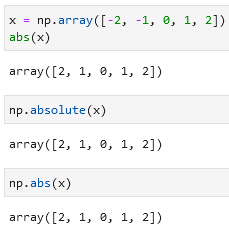 x = np.array([-2, -1, 0, 1, 2])
abs(x)
array([2, 1, 0, 1, 2])
np.absolute(x)
array([2, 1, 0, 1, 2])
np.abs(x)
array([2, 1, 0, 1, 2])